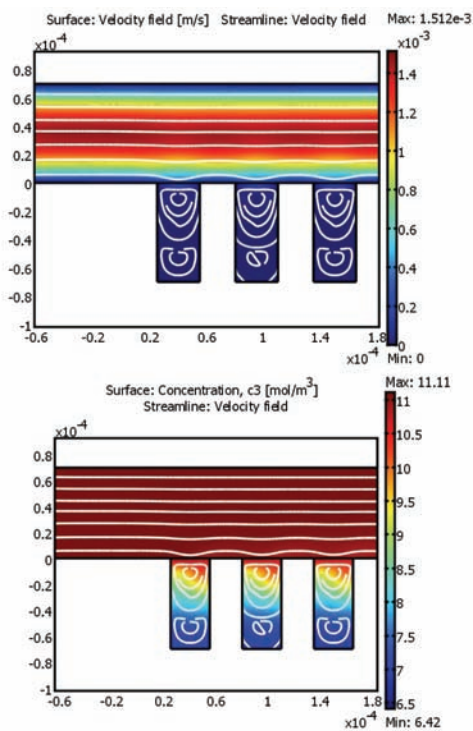 Surface: Velocity field [m/s] Streamline: Velocity field Max: 1.512e-3
x10⁻⁴
x10⁻³
0.8
0.6
0.4
0.2
0
-0.2
-0.4
-0.6
-0.8
-1
-0.6 -0.2 0.2 0.6 1 1.4 1.8
x10⁻⁴
1.4
1.2
1
0.8
0.6
0.4
0.2
0
Min: 0
Surface: Concentration, c3 [mol/m³]
Streamline: Velocity field
Max: 11.11
x10⁻⁴
0.8
0.6
0.4
0.2
0
-0.2
-0.4
-0.6
-0.8
-1
-0.6 -0.2 0.2 0.6 1 1.4 1.8
x10⁻⁴
11
10.5
10
9.5
9
8.5
8
7.5
7
6.5
Min: 6.42